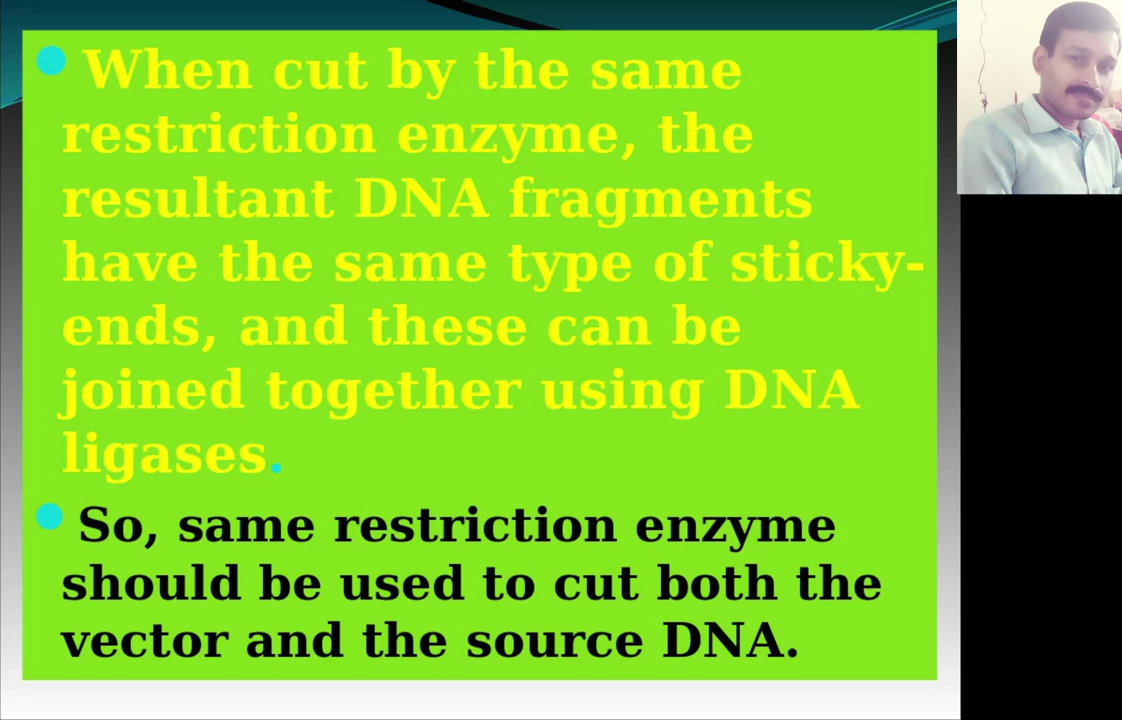 When cut by the same
restriction enzyme, the
resultant DNA fragments
have the same type of sticky-
ends, and these can be
joined together using DNA
ligases.
So, same restriction enzyme
should be used to cut both the
vector and the source DNA.